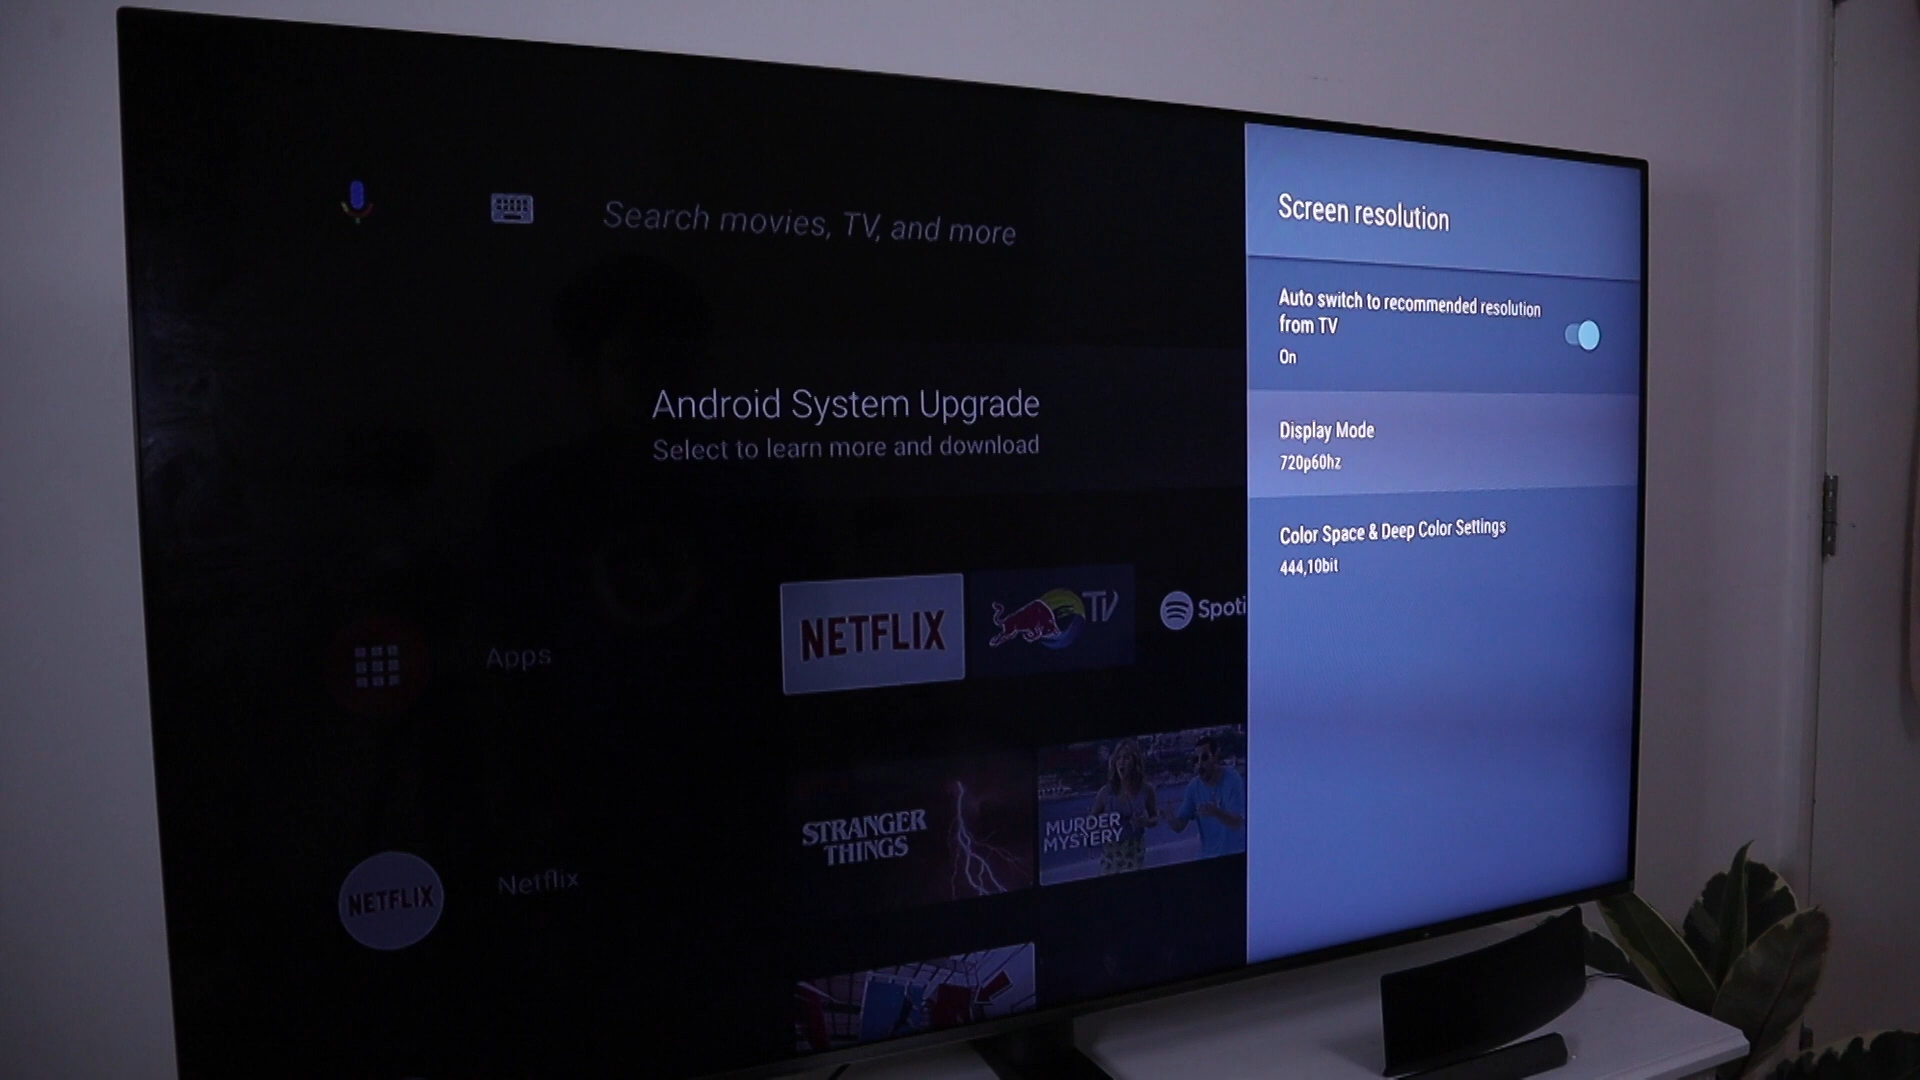 Search movies, TV, and more
Android System Upgrade
Select to learn more and download
NETFLIX
TV
Spoti
Apps
STRANGER
THINGS
MURDER
MYSTERY
NETFLIX
Netflix
Screen resolution
Auto switch to recommended resolution
from TV
On
Display Mode
720p60hz
Color Space & Deep Color Settings
444,10bit